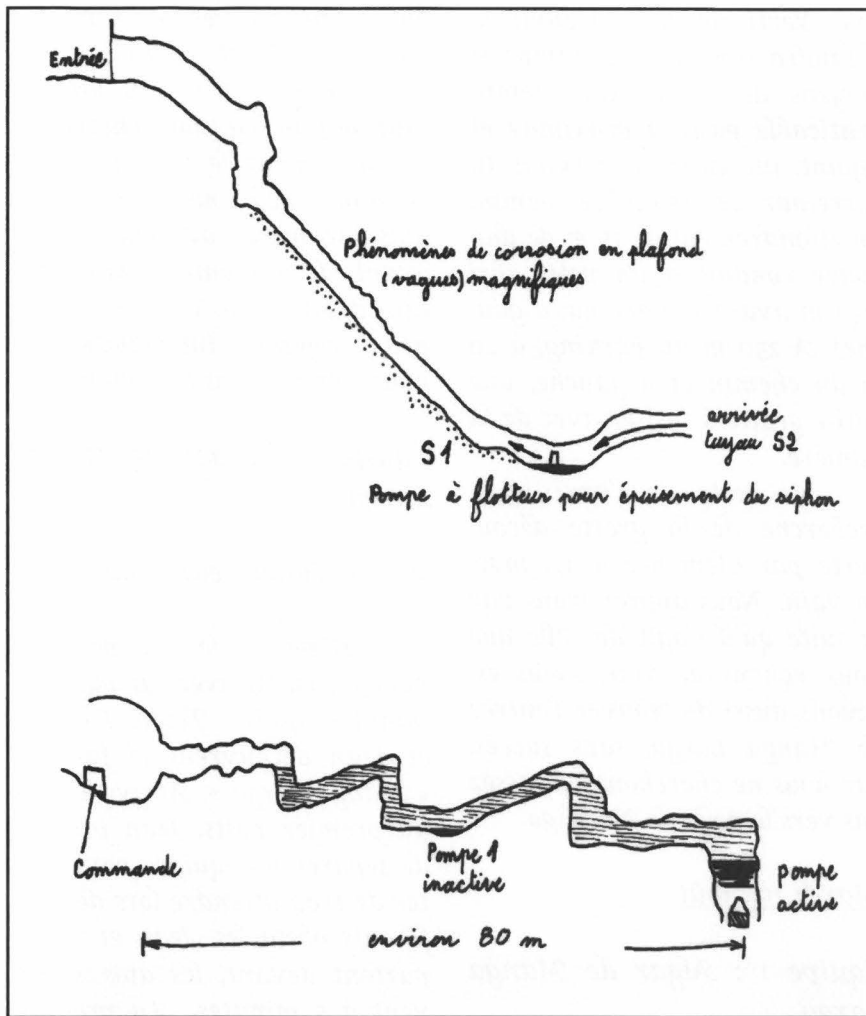 Entrée
Phénomènes de corrosion en plafond
(vagues) magnifiques
arrivée
tuyau S2
S1
Pompe à flotteur pour épuisement du siphon
Commande
Pompe 1
inactive
pompe
active
environ 80 m